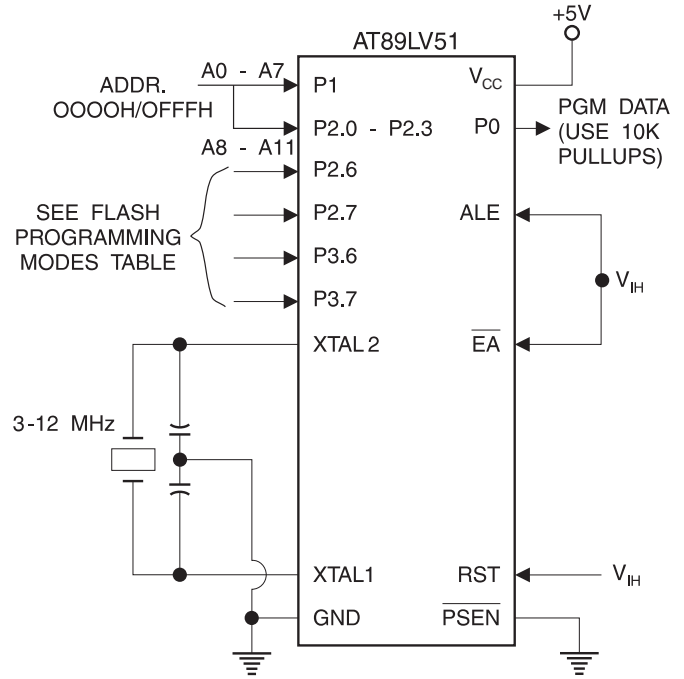 +5V
AT89LV51
A0 - A7
P1
VCC
ADDR.
OOOOH/OFFFH
P2.0 - P2.3
P0
PGM DATA
(USE 10K
PULLUPS)
A8 - A11
P2.6
SEE FLASH
PROGRAMMING
MODES TABLE
P2.7
ALE
P3.6
VIH
P3.7
XTAL 2
EA
3-12 MHz
XTAL1
RST
VIH
GND
PSEN